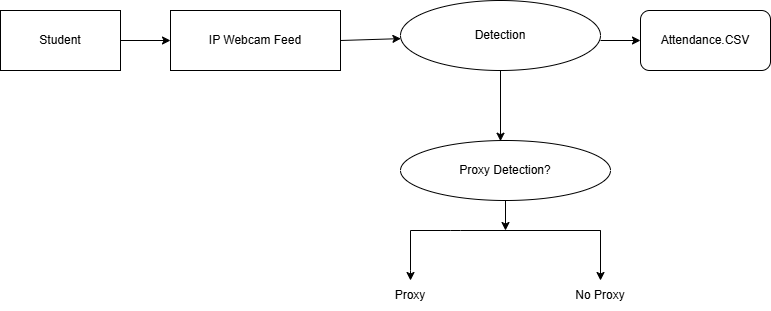 Student
IP Webcam Feed
Detection
Attendance.CSV
Proxy Detection?
Proxy
No Proxy